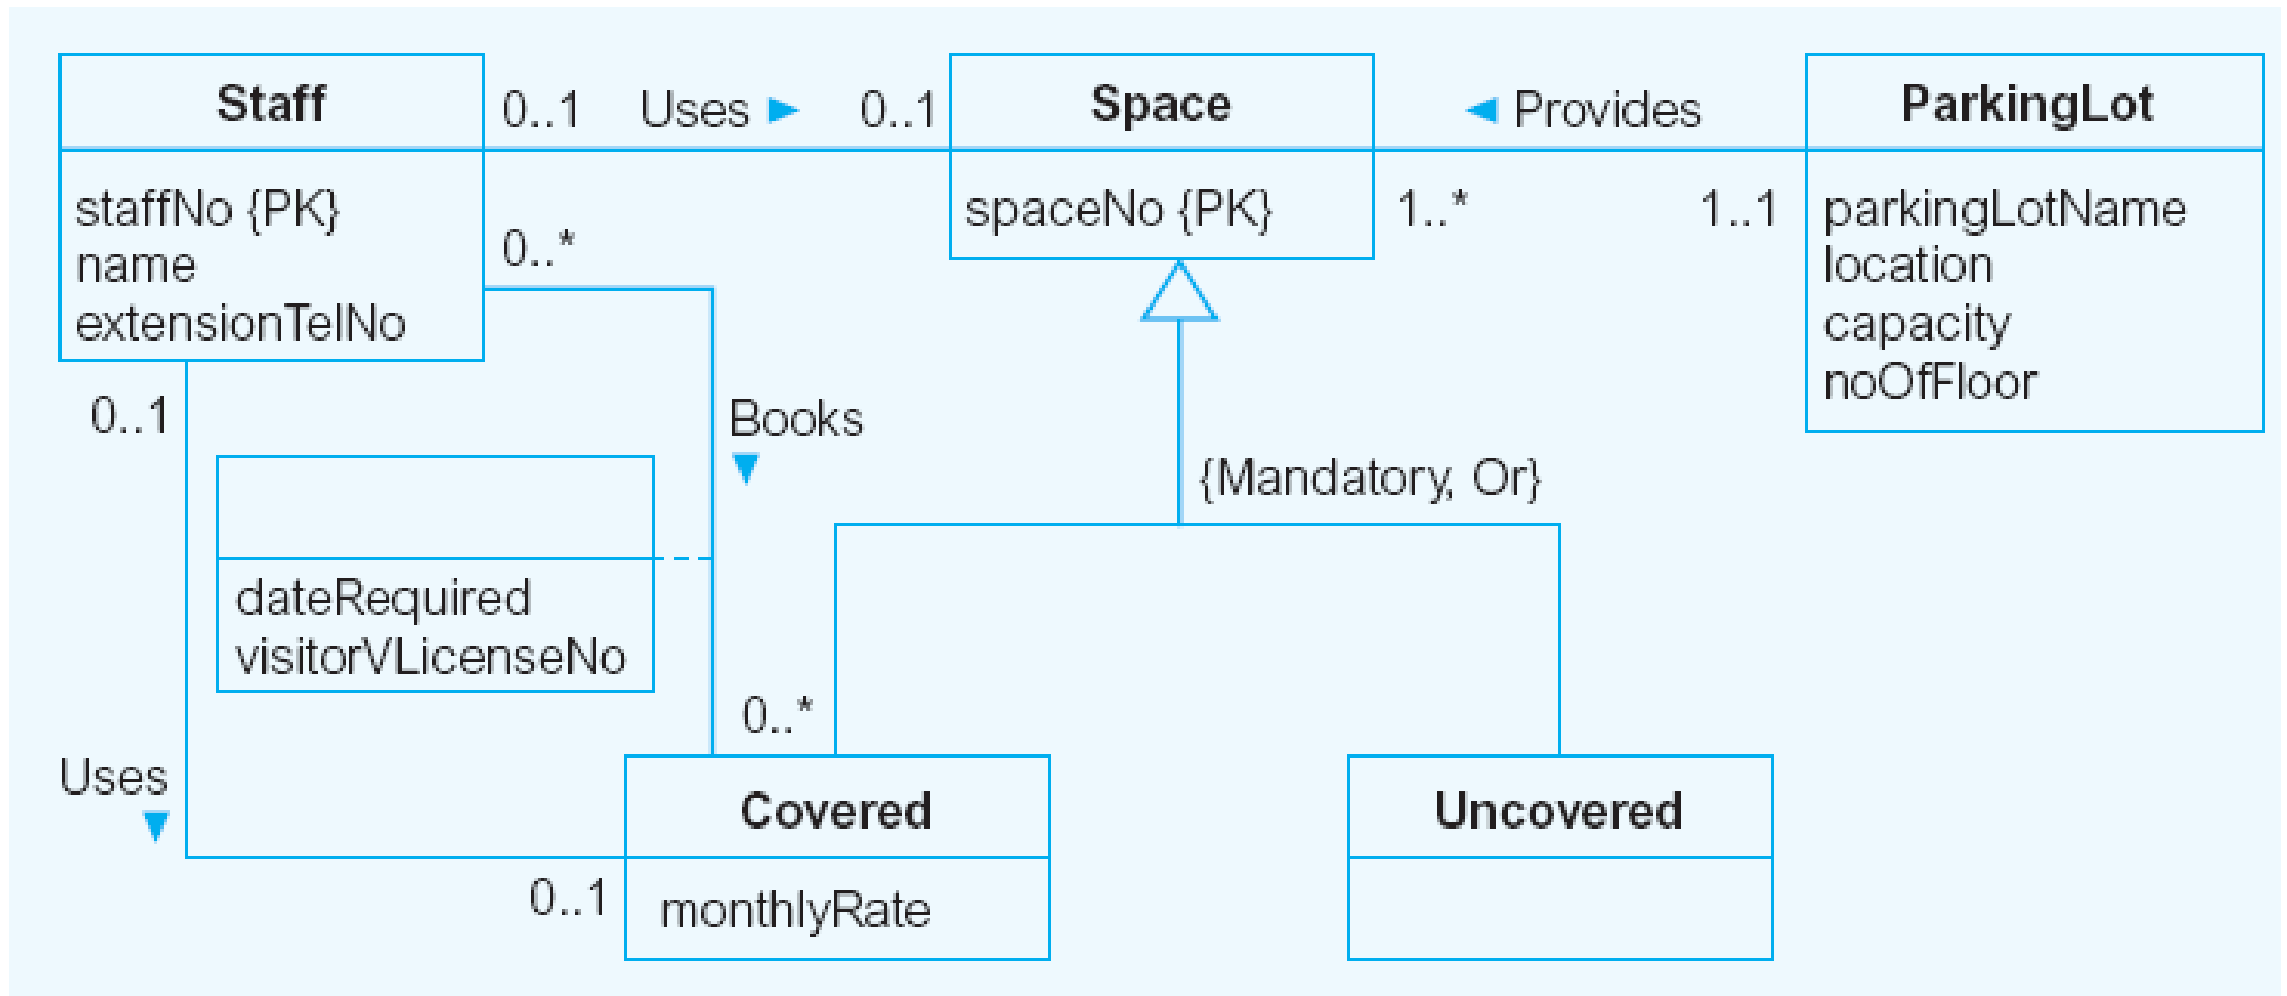 Staff
0..1 Uses 0..1
Space
Provides
ParkingLot
staffNo {PK}
name
extensionTelNo
0..*
spaceNo {PK}
1..*
1..1
parkingLotName
location
capacity
noOfFloor
0..1
Books
{Mandatory, Or}
dateRequired
visitorVLicenseNo
0..*
Uses
Covered
Uncovered
0..1
monthlyRate